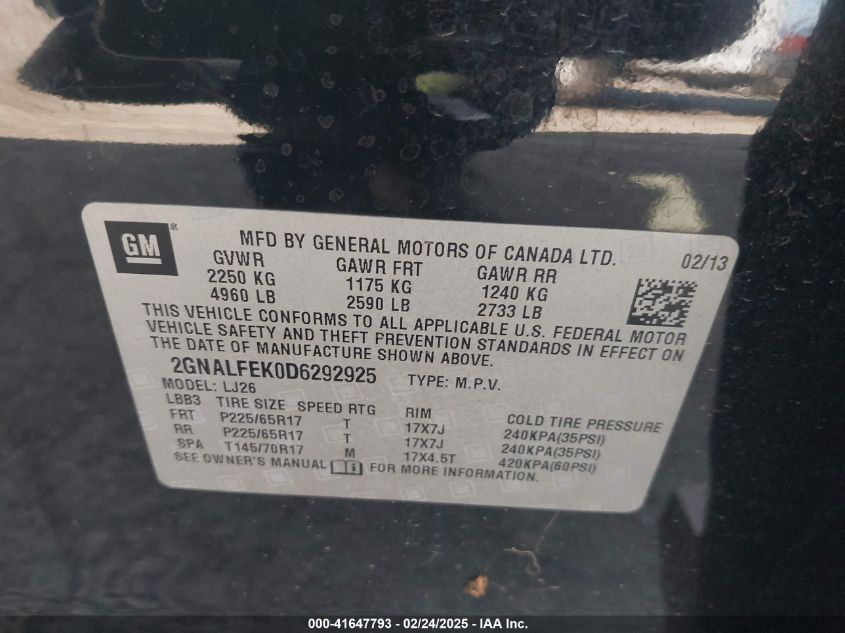 GM ®
MFD BY GENERAL MOTORS OF CANADA LTD. 02/13
GVWR GAWR FRT GAWR RR
2250 KG 1175 KG 1240 KG
4960 LB 2590 LB 2733 LB
THIS VEHICLE CONFORMS TO ALL APPLICABLE U.S. FEDERAL MOTOR
VEHICLE SAFETY AND THEFT PREVENTION STANDARDS IN EFFECT ON
THE DATE OF MANUFACTURE SHOWN ABOVE.
2GNALFEK0D6292925 TYPE: M.P.V.
MODEL: LJ26
LBB3 TIRE SIZE SPEED RTG RIM COLD TIRE PRESSURE
FRT P225/65R17 T 17X7J 240KPA(35PSI)
RR P225/65R17 T 17X7J 240KPA(35PSI)
SPA T145/70R17 M 17X4.5T 420KPA(60PSI)
SEE OWNER'S MANUAL FOR MORE INFORMATION.
000-41647793 - 02/24/2025 - IAA Inc.